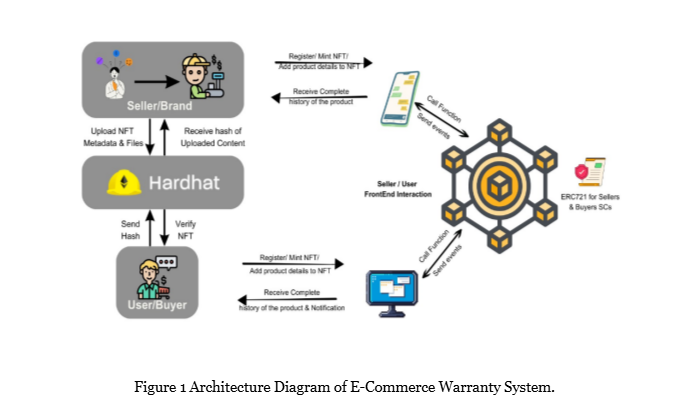 Register/ Mint NFT/
Add product details to NFT
Receive Complete
history of the product
Seller/Brand
Call Function
Send events
Upload NFT
Metadata & Files
Receive hash of
Uploaded Content
Hardhat
Seller / User
FrontEnd Interaction
ERC721 for Sellers
& Buyers SCs
Send
Hash
Verify
NFT
Call Function
Send events
Register/ Mint NFT/
Add product details to NFT
Receive Complete
history of the product & Notification
User/Buyer
Figure 1 Architecture Diagram of E-Commerce Warranty System.